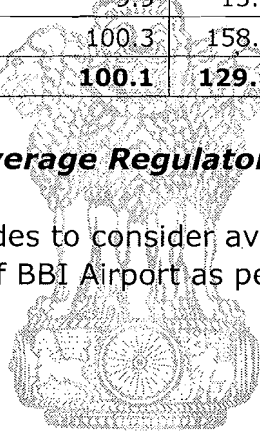 100.3 158.
100.1 129.
verage Regulator
des to consider av
f BBI Airport as pe